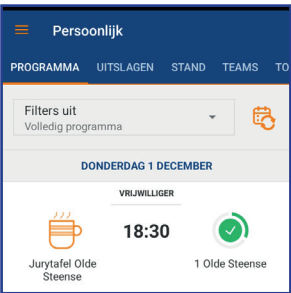 Persoonlijk
PROGRAMMA UITSLAGEN STAND TEAMS TO
Filters uit
Volledig programma
DONDERDAG 1 DECEMBER
VRIJWILLIGER
18:30
Jurytafel Olde
Steense
1 Olde Steense